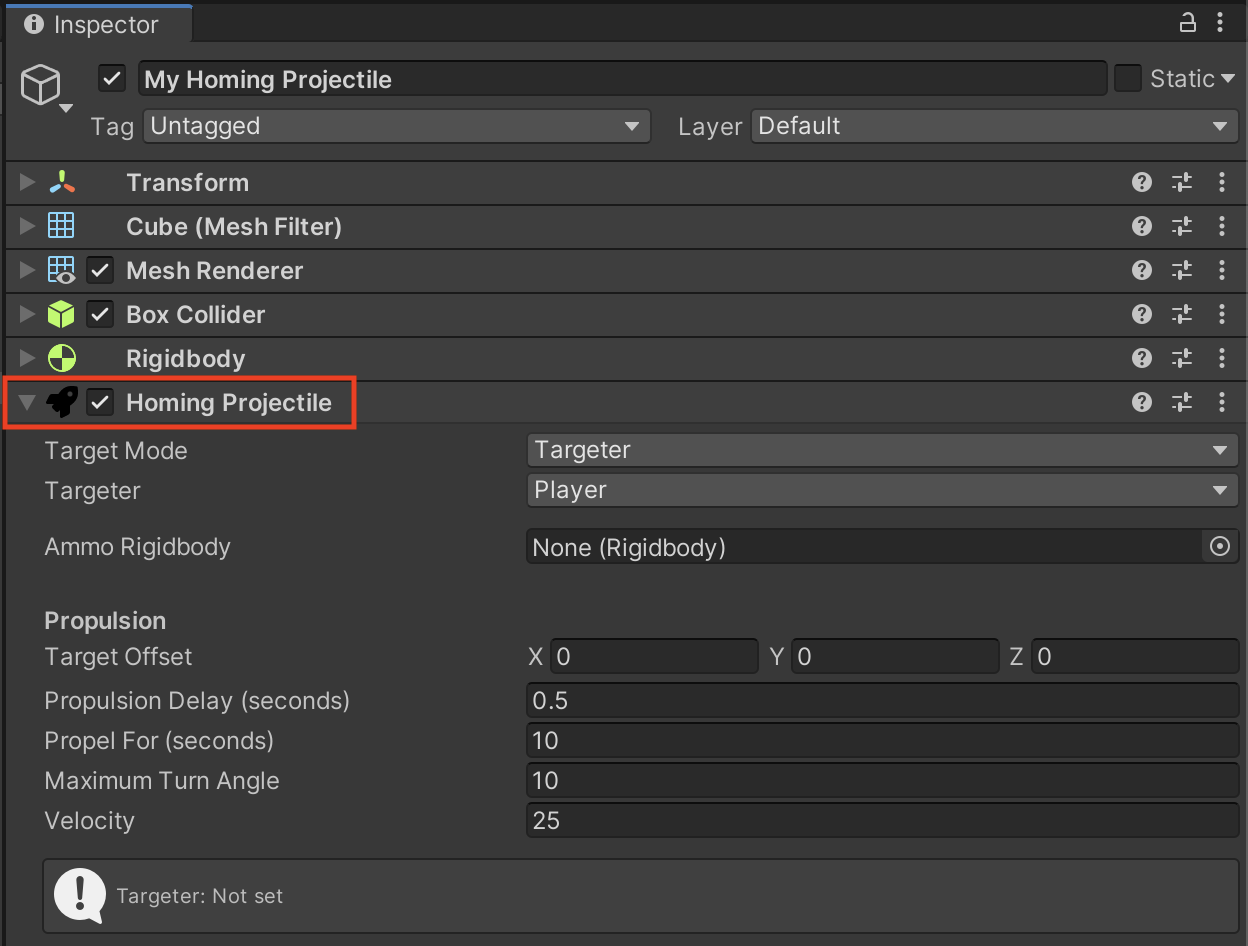 Inspector
My Homing Projectile Static
Tag Untagged Layer Default
Transform
Cube (Mesh Filter)
Mesh Renderer
Box Collider
Rigidbody
Homing Projectile
Target Mode Targeter
Targeter Player
Ammo Rigidbody None (Rigidbody)
Propulsion
Target Offset X 0 Y 0 Z 0
Propulsion Delay (seconds) 0.5
Propel For (seconds) 10
Maximum Turn Angle 10
Velocity 25
Targeter: Not set